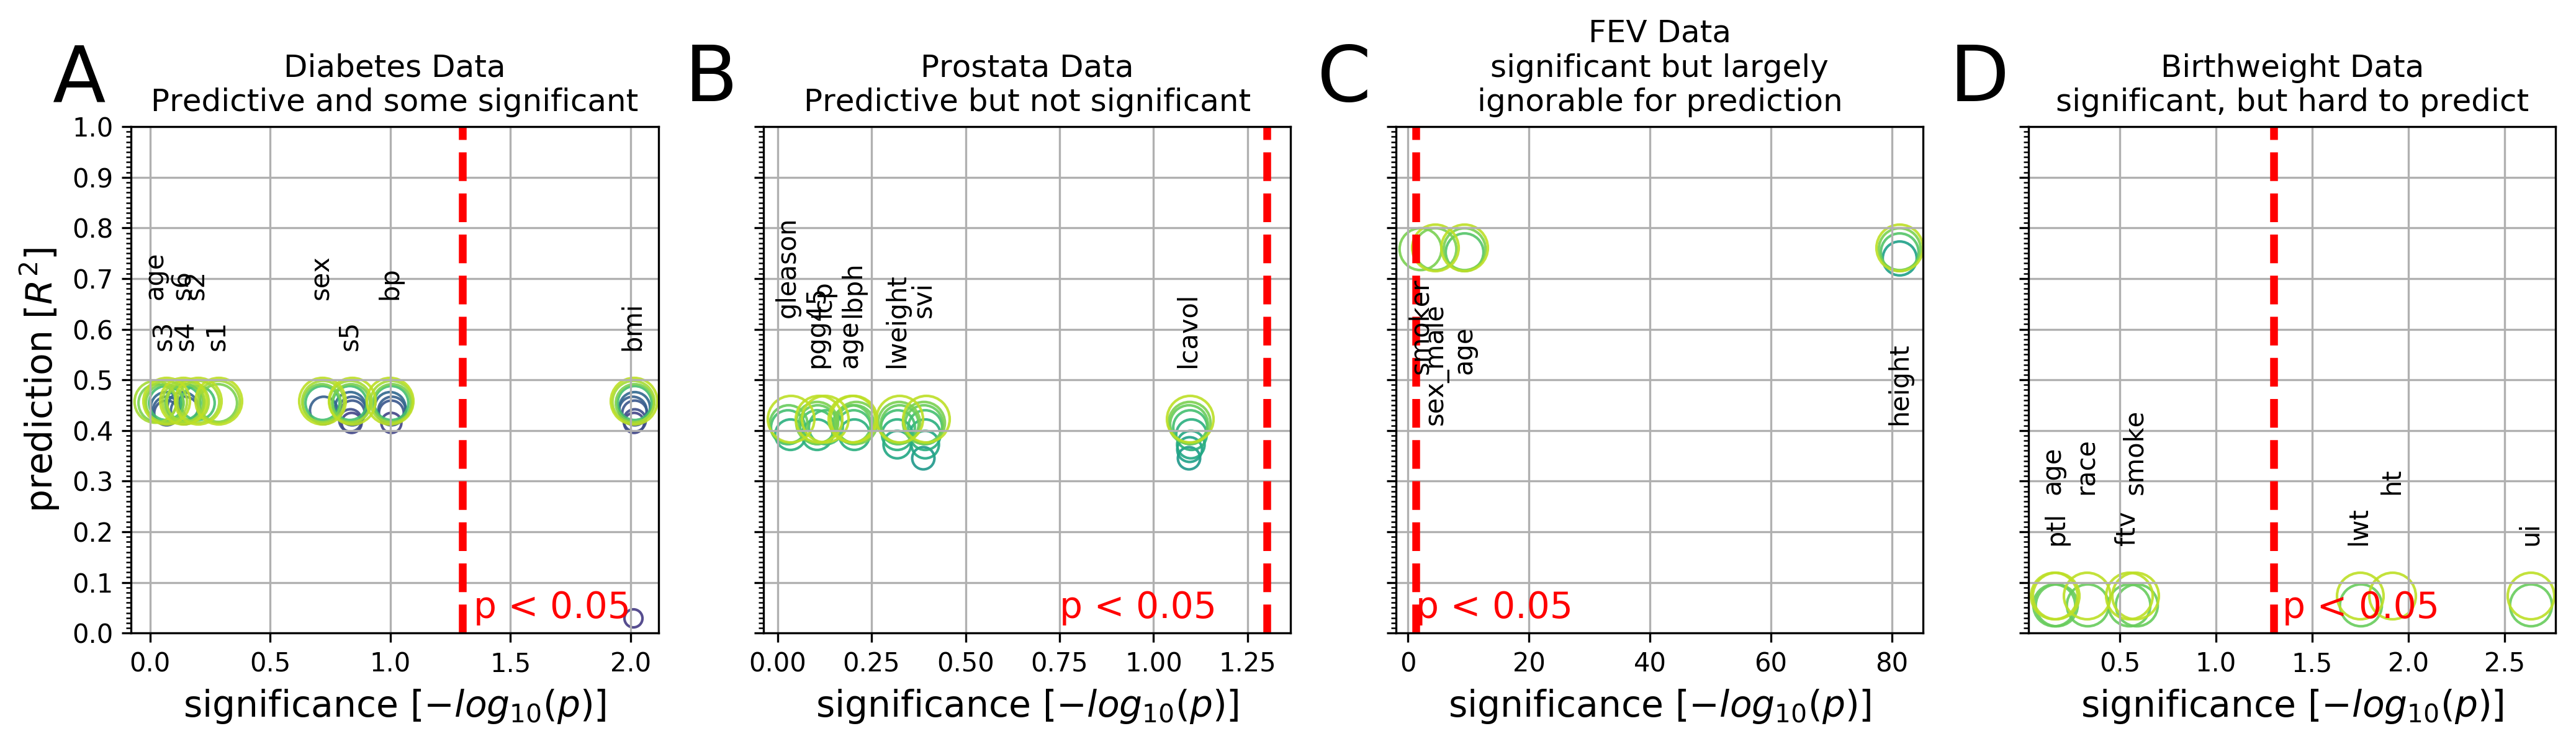 A
Diabetes Data
Predictive and some significant
prediction [R²]
1.0
0.9
0.8
0.7
0.6
0.5
0.4
0.3
0.2
0.1
0.0
age
s6
s2
sex
bp
s3
s4
s1
s5
bmi
p < 0.05
0.0 0.5 1.0 1.5 2.0
significance [−log₁₀(p)]
B
Prostata Data
Predictive but not significant
gleason
pgg45
lcp
age
lbph
lweight
svi
lcavol
p < 0.05
0.00 0.25 0.50 0.75 1.00 1.25
significance [−log₁₀(p)]
C
FEV Data
significant but largely
ignorable for prediction
smoker
sex_male
age
height
p < 0.05
0 20 40 60 80
significance [−log₁₀(p)]
D
Birthweight Data
significant, but hard to predict
age
race
smoke
ht
ptl
ftv
lwt
ui
p < 0.05
0.5 1.0 1.5 2.0 2.5
significance [−log₁₀(p)]